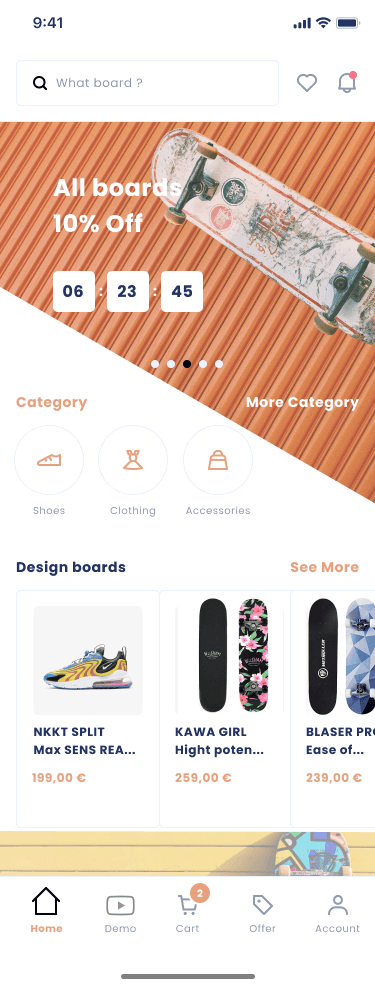 9:41
What board ?
All boards
10% Off
06 : 23 : 45
Category
More Category
Shoes
Clothing
Accessories
Design boards
See More
NKKT SPLIT
Max SENS REA...
199,00 €
KAWA GIRL
Hight poten...
259,00 €
BLASER PRO
Ease of...
239,00 €
2
Home
Demo
Cart
Offer
Account